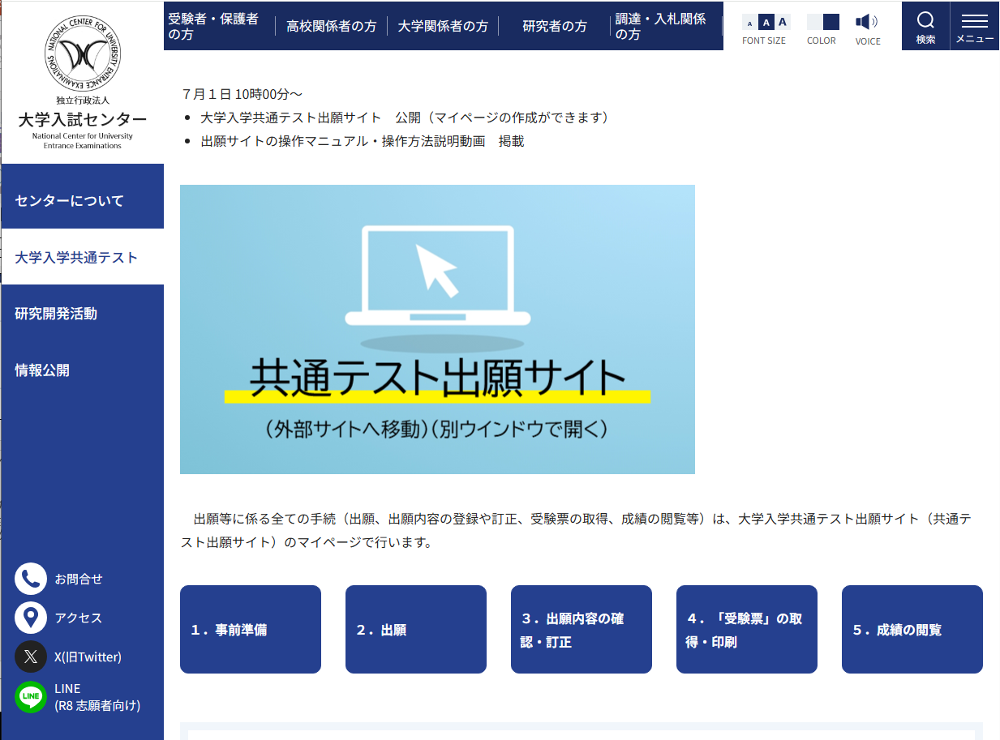 NATIONAL CENTER FOR UNIVERSITY ENTRANCE EXAMINATIONS
独立行政法人
大学入試センター
National Center for University
Entrance Examinations
受験者・保護者
の方
高校関係者の方
大学関係者の方
研究者の方
調達・入札関係
の方
A A A
FONT SIZE
COLOR
VOICE
検索
メニュー
センターについて
大学入学共通テスト
研究開発活動
情報公開
お問合せ
アクセス
X(旧Twitter)
LINE
LINE
(R8 志願者向け)
７月１日 10時00分～
• 大学入学共通テスト出願サイト　公開（マイページの作成ができます）
• 出願サイトの操作マニュアル・操作方法説明動画　掲載
共通テスト出願サイト
（外部サイトへ移動）（別ウインドウで開く）
　出願等に係る全ての手続（出願、出願内容の登録や訂正、受験票の取得、成績の閲覧等）は、大学入学共通テスト出願サイト（共通テ
スト出願サイト）のマイページで行います。
１．事前準備
２．出願
３．出願内容の確
認・訂正
４．「受験票」の取
得・印刷
５．成績の閲覧